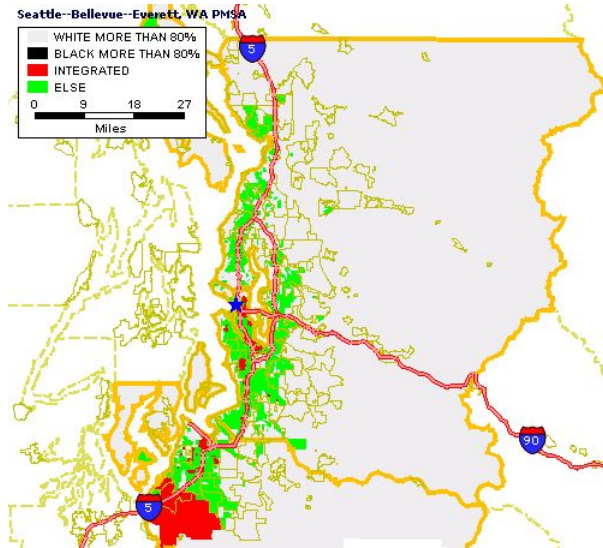 Seattle--Bellevue--Everett, WA PMSA
WHITE MORE THAN 80%
BLACK MORE THAN 80%
INTEGRATED
ELSE
0 9 18 27
Miles
5
90
5